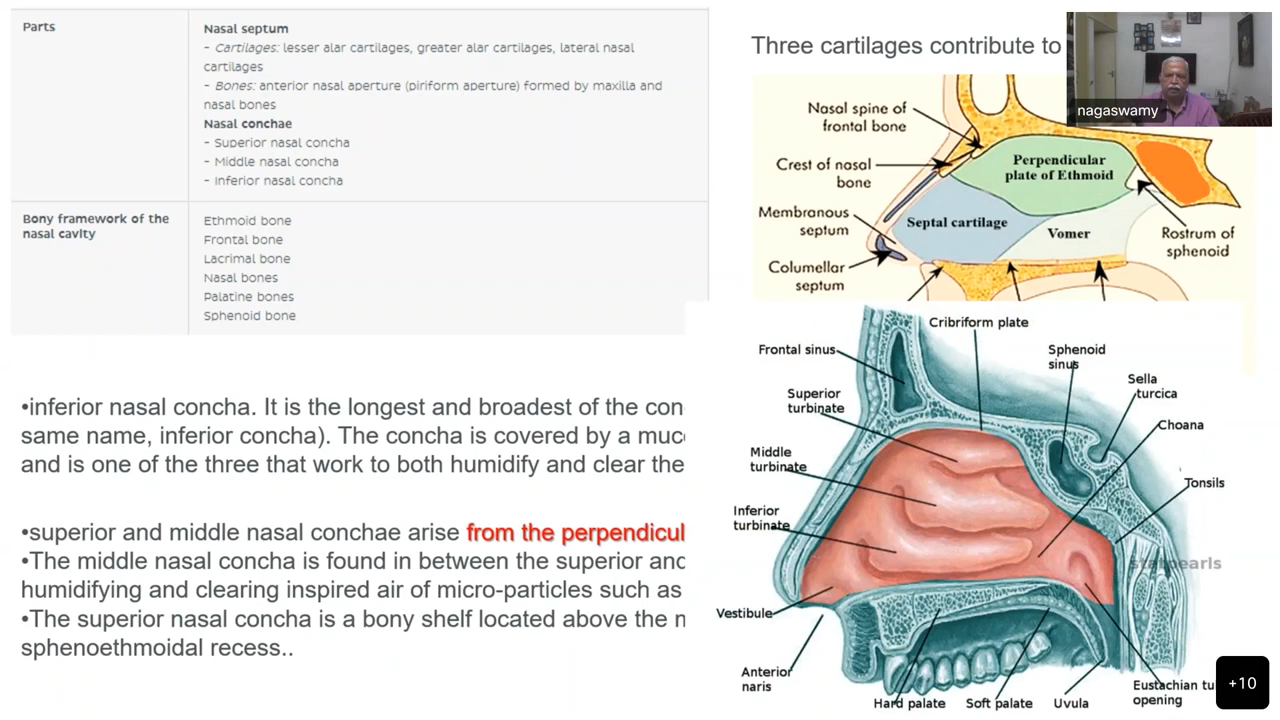 Parts
Nasal septum
- Cartilages: lesser alar cartilages, greater alar cartilages, lateral nasal
cartilages
- Bones: anterior nasal aperture (piriform aperture) formed by maxilla and
nasal bones
Nasal conchae
- Superior nasal concha
- Middle nasal concha
- Inferior nasal concha
Bony framework of the
nasal cavity
Ethmoid bone
Frontal bone
Lacrimal bone
Nasal bones
Palatine bones
Sphenoid bone
•inferior nasal concha. It is the longest and broadest of the con
same name, inferior concha). The concha is covered by a muc
and is one of the three that work to both humidify and clear the
•superior and middle nasal conchae arise from the perpendicul
•The middle nasal concha is found in between the superior and
humidifying and clearing inspired air of micro-particles such as
•The superior nasal concha is a bony shelf located above the m
sphenoethmoidal recess..
Three cartilages contribute to
nagaswamy
Nasal spine of
frontal bone
Crest of nasal
bone
Membranous
septum
Columellar
septum
Perpendicular
plate of Ethmoid
Septal cartilage
Vomer
Rostrum of
sphenoid
Cribriform plate
Frontal sinus
Sphenoid
sinus
Superior
turbinate
Sella
turcica
Choana
Middle
turbinate
Tonsils
Inferior
turbinate
statpearls
Vestibule
Anterior
naris
Hard palate
Soft palate
Uvula
Eustachian tu
opening
+10